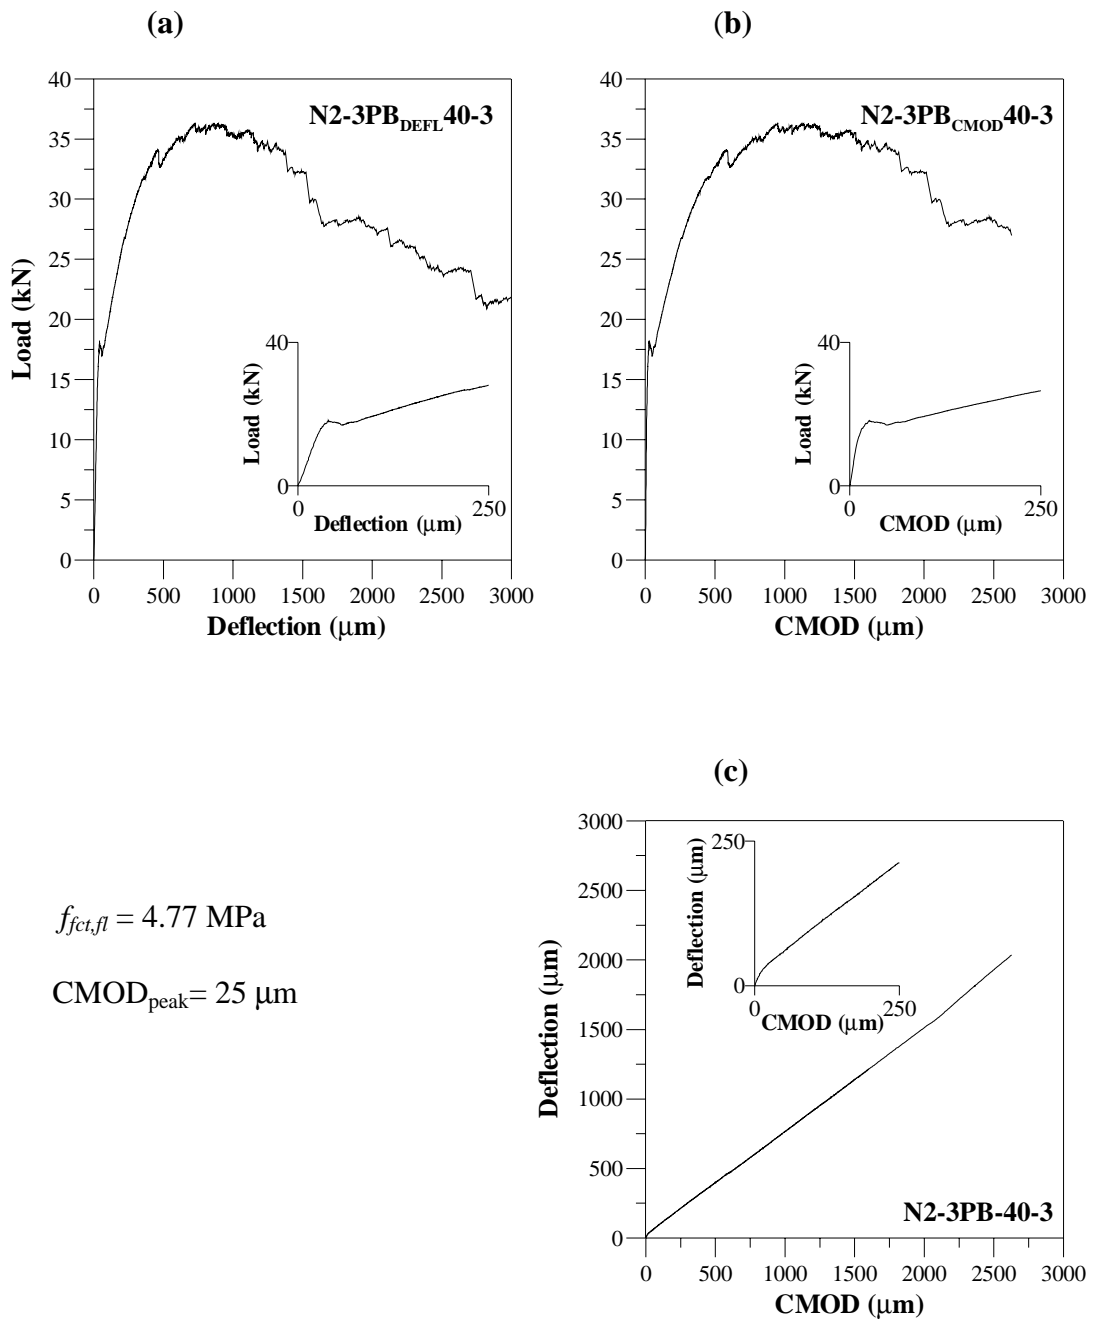 (a)
(b)
N2-3PB_DEFL40-3
40
35
30
25
20
15
10
5
0
Load (kN)
0 500 1000 1500 2000 2500 3000
Deflection (μm)
40
0
Load (kN)
0 250
Deflection (μm)
N2-3PB_CMOD40-3
40
35
30
25
20
15
10
5
0
0 500 1000 1500 2000 2500 3000
CMOD (μm)
40
0
Load (kN)
0 250
CMOD (μm)
(c)
f_fct,fl = 4.77 MPa
CMOD_peak= 25 μm
3000
2500
2000
1500
1000
500
0
Deflection (μm)
250
0
Deflection (μm)
0 250
CMOD (μm)
N2-3PB-40-3
0 500 1000 1500 2000 2500 3000
CMOD (μm)